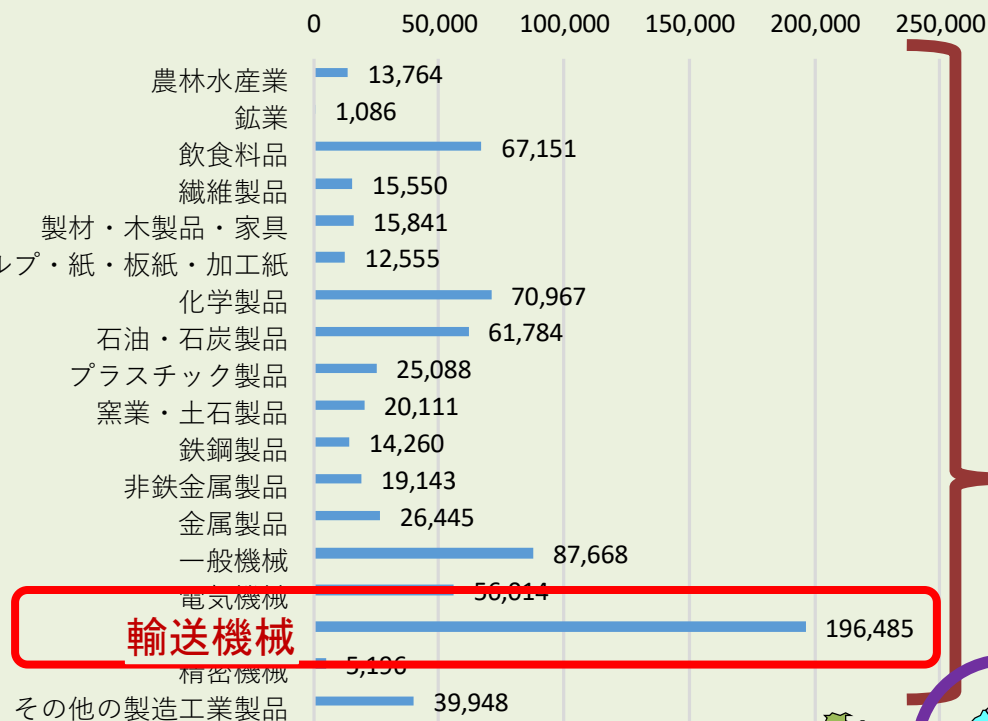 0 50,000 100,000 150,000 200,000 250,000
農林水産業 13,764
鉱業 1,086
飲食料品 67,151
繊維製品 15,550
製材・木製品・家具 15,841
ルプ・紙・板紙・加工紙 12,555
化学製品 70,967
石油・石炭製品 61,784
プラスチック製品 25,088
窯業・土石製品 20,111
鉄鋼製品 14,260
非鉄金属製品 19,143
金属製品 26,445
一般機械 87,668
電気機械 56,014
輸送機械 196,485
精密機械 5,196
その他の製造工業製品 39,948